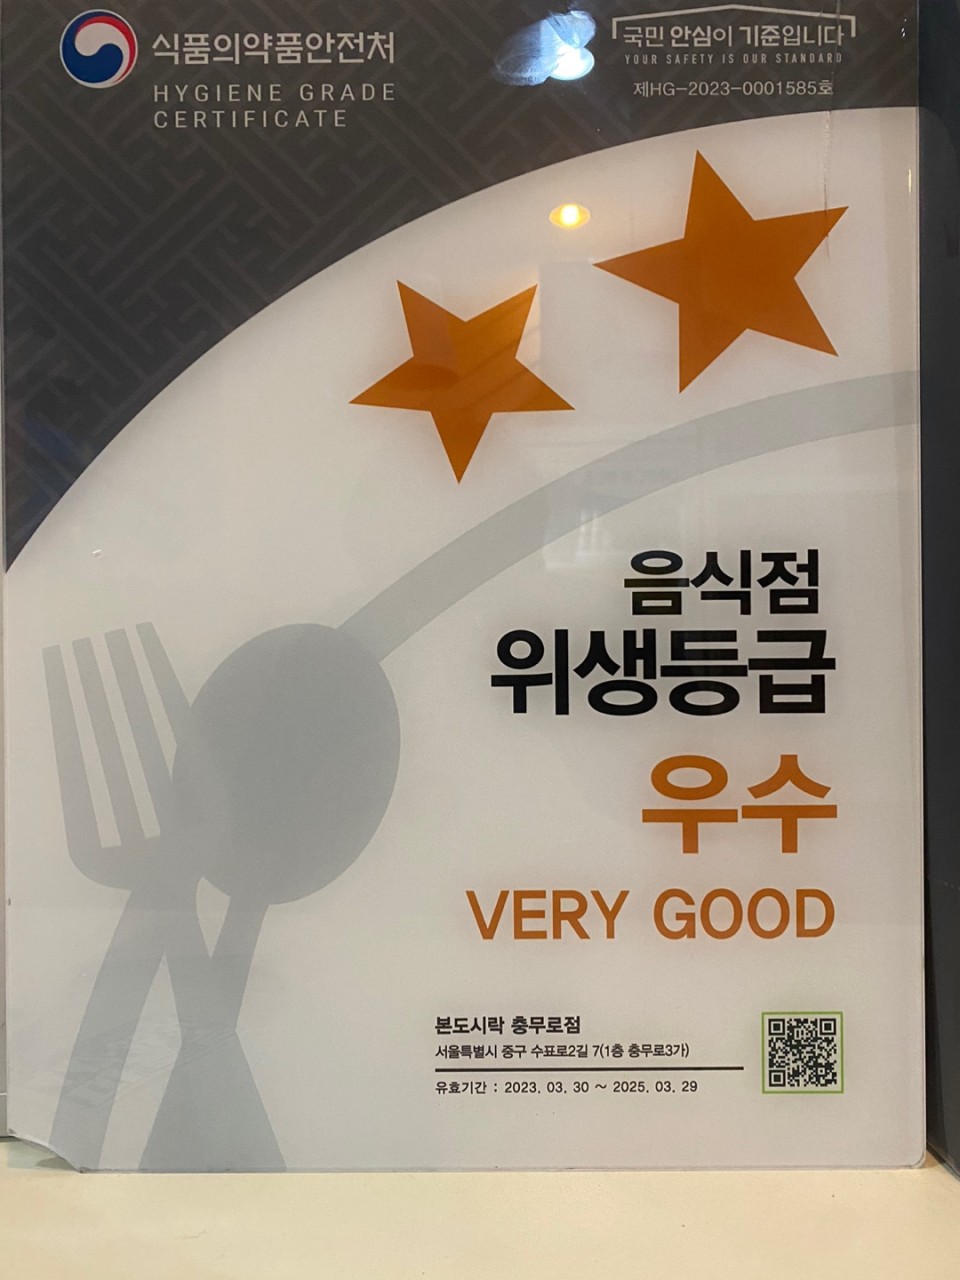 식품의약품안전처
HYGIENE GRADE
CERTIFICATE
국민 안심이 기준입니다
YOUR SAFETY IS OUR STANDARD
제HG-2023-0001585호
음식점
위생등급
우수
VERY GOOD
본도시락 충무로점
서울특별시 중구 수표로2길 7(1층 충무로3가)
유효기간 : 2023. 03. 30 ~ 2025. 03. 29